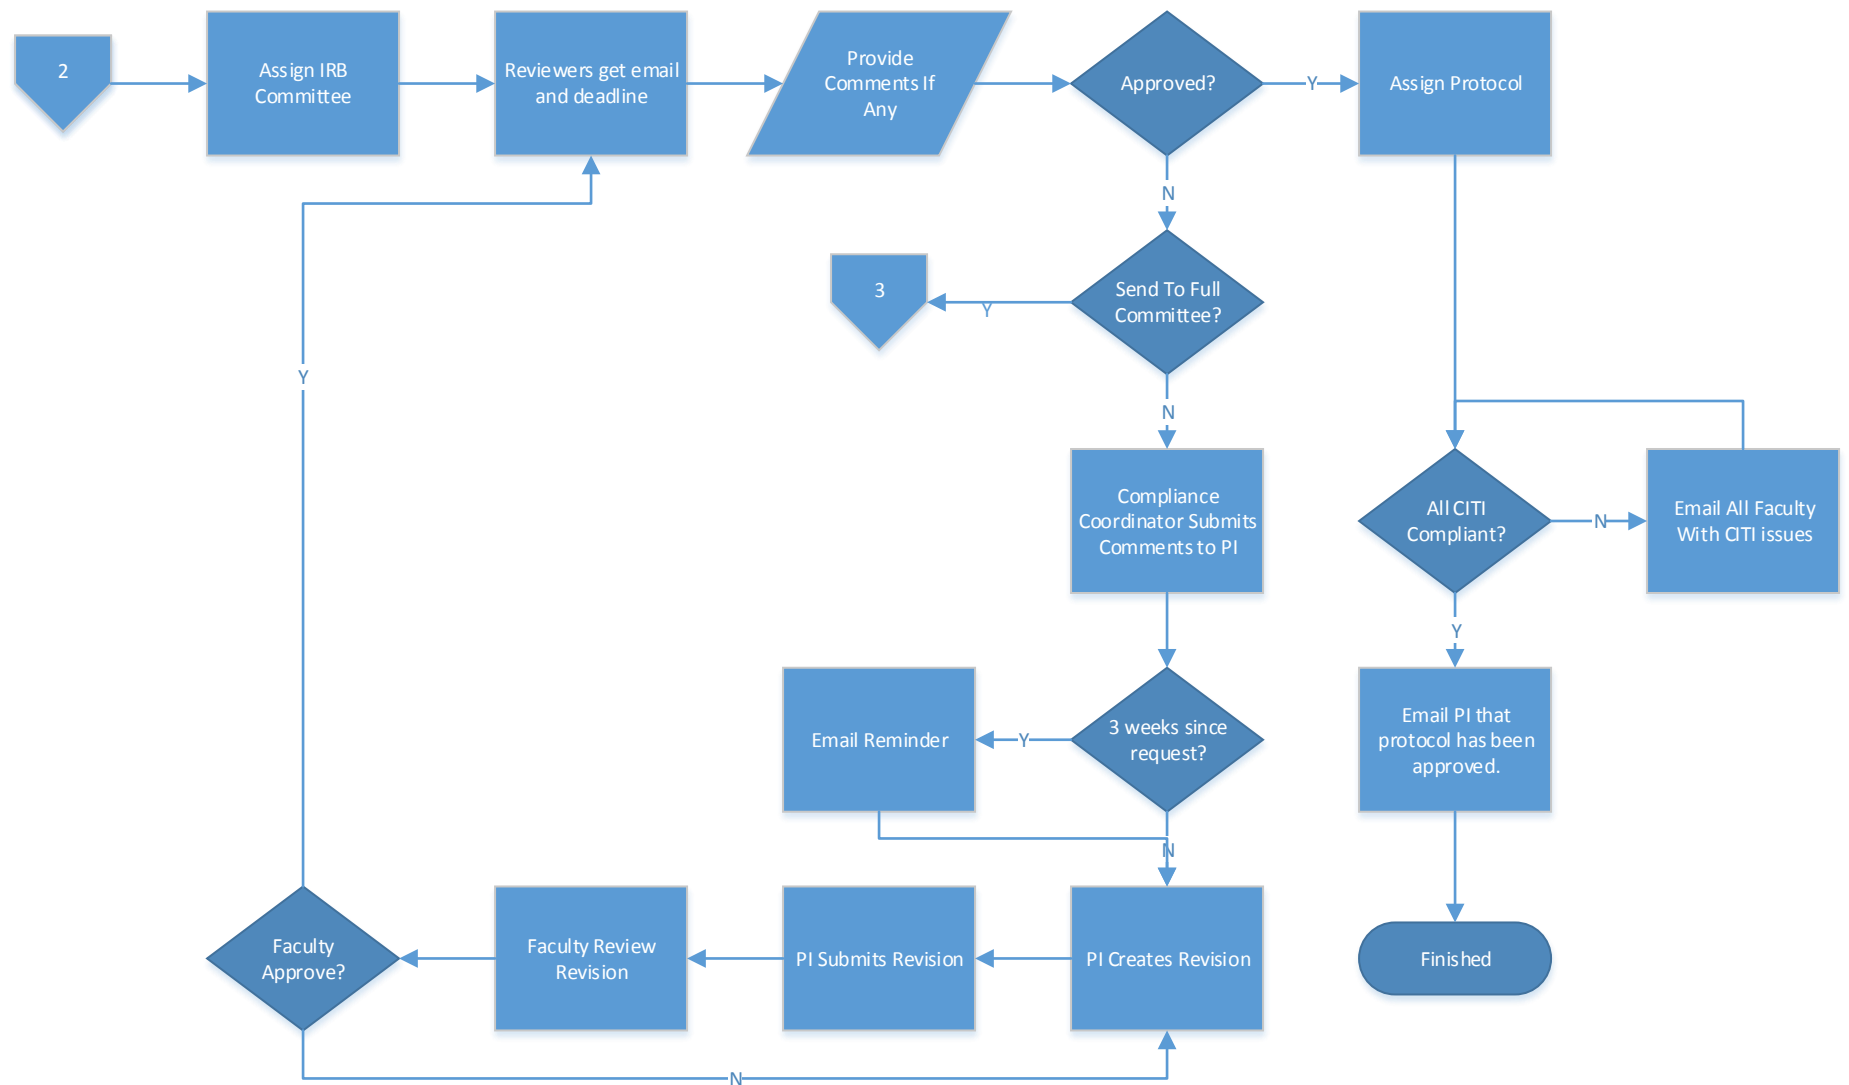 2
Assign IRB
Committee
Reviewers get email
and deadline
Provide
Comments If
Any
Approved?
Y
Assign Protocol
N
3
Y
Send To Full
Committee?
Y
N
Compliance
Coordinator Submits
Comments to PI
All CITI
Compliant?
N
Email All Faculty
With CITI issues
Y
Email Reminder
Y
3 weeks since
request?
Email PI that
protocol has been
approved.
N
Faculty
Approve?
Faculty Review
Revision
PI Submits Revision
PI Creates Revision
Finished
N